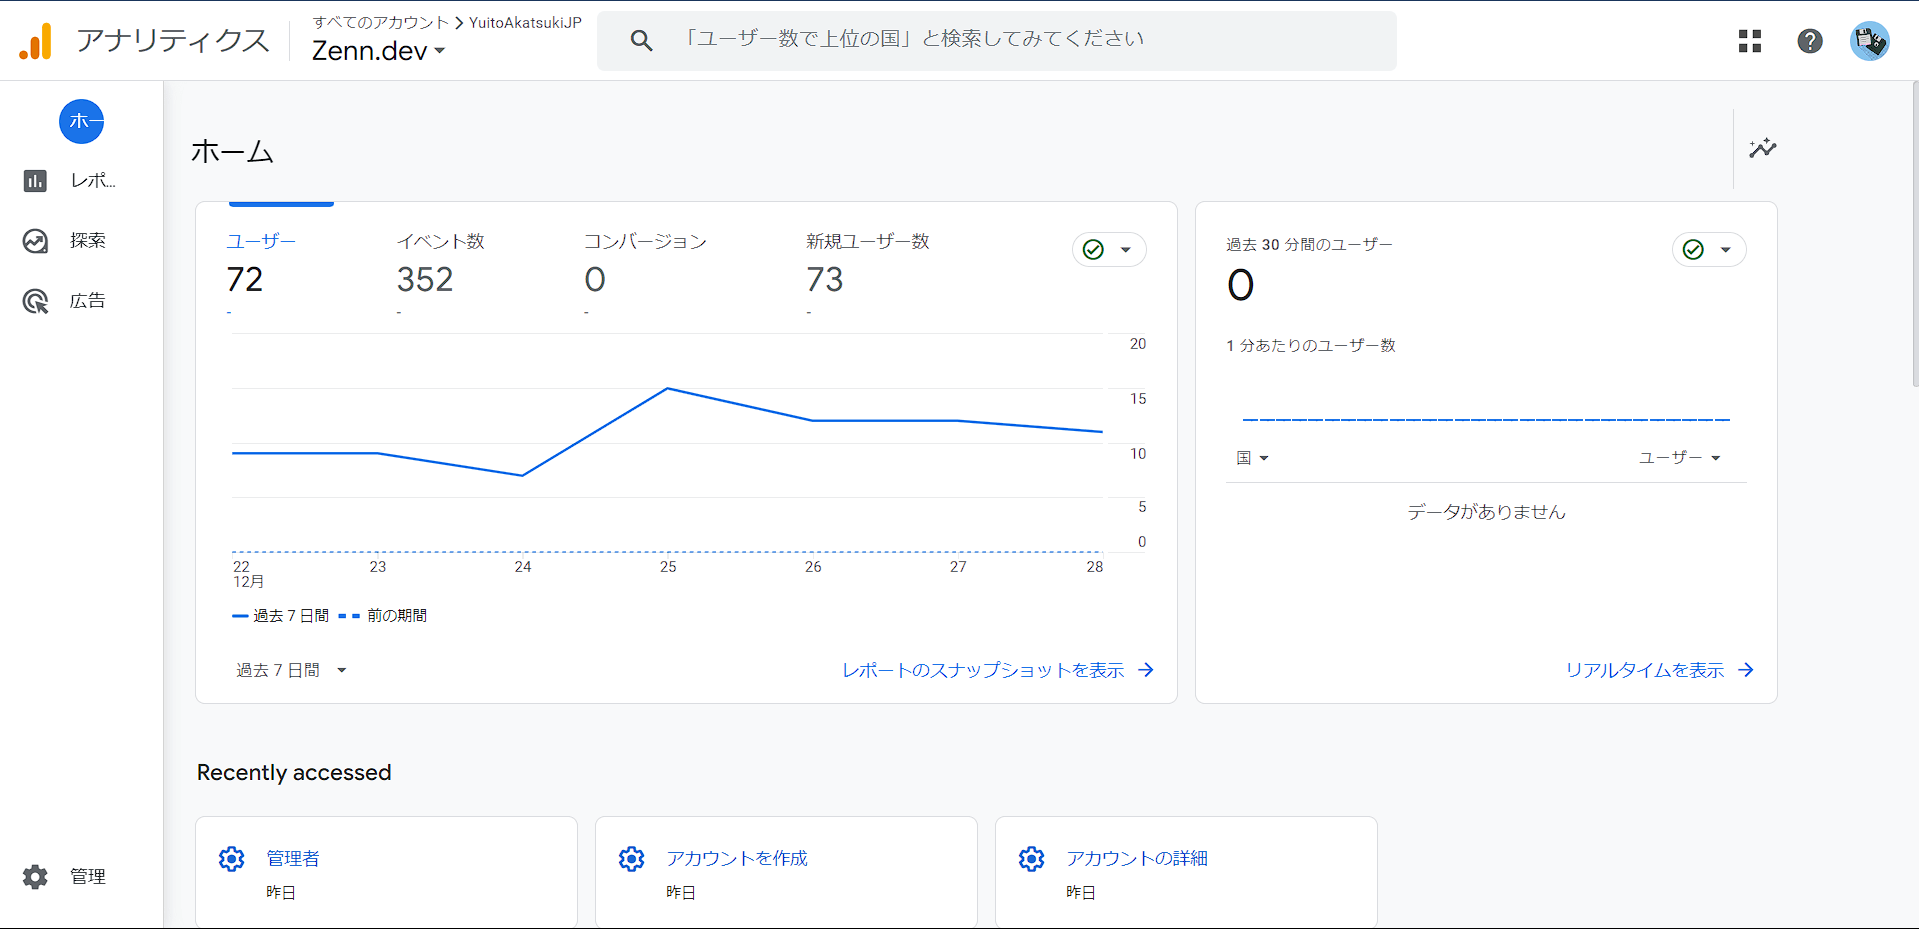 アナリティクス
すべてのアカウント > YuitoAkatsukiJP
Zenn.dev
「ユーザー数で上位の国」と検索してみてください
ホー
レポ...
探索
広告
管理
ホーム
ユーザー
72
-
イベント数
352
-
コンバージョン
0
-
新規ユーザー数
73
-
20
15
10
5
0
22
12月
23
24
25
26
27
28
過去 7 日間 前の期間
過去 7 日間
レポートのスナップショットを表示
過去 30 分間のユーザー
0
1 分あたりのユーザー数
国
ユーザー
データがありません
リアルタイムを表示
Recently accessed
管理者
昨日
アカウントを作成
昨日
アカウントの詳細
昨日